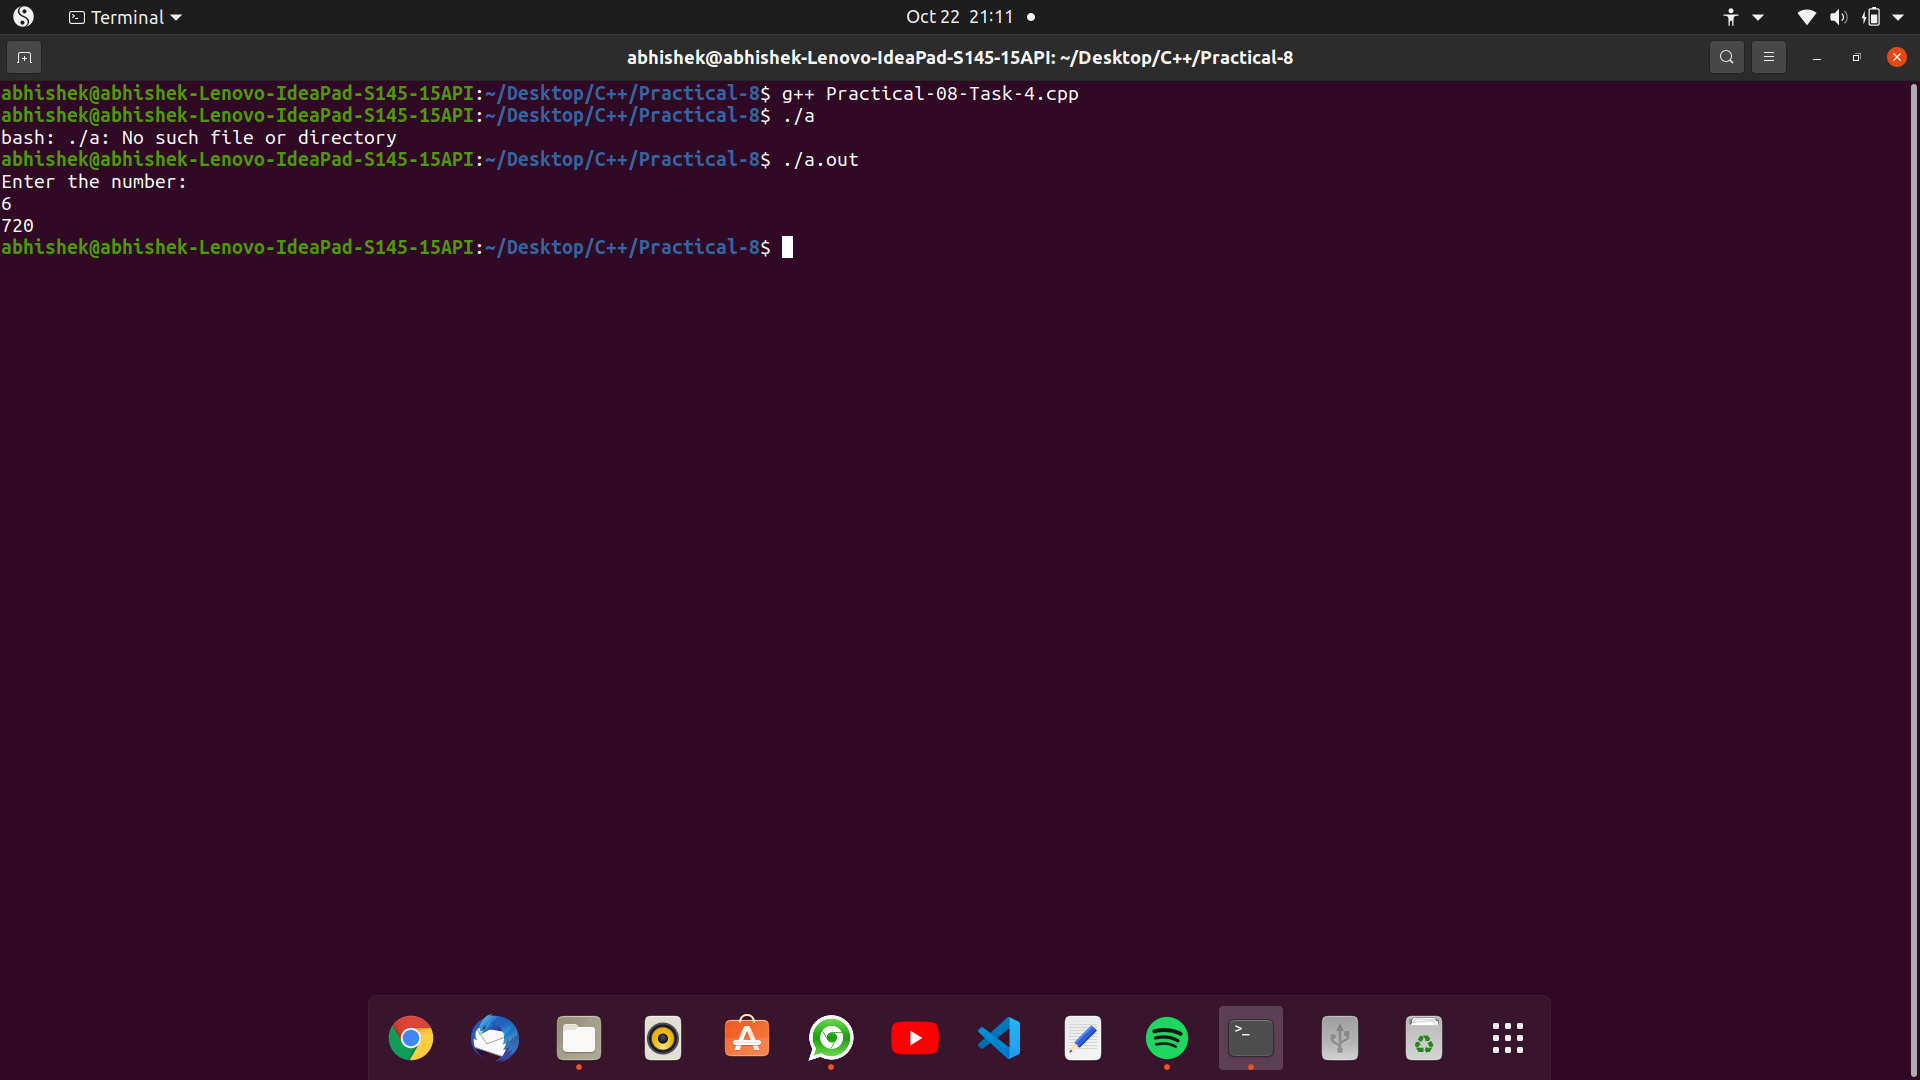 Terminal
Oct 22 21:11
abhishek@abhishek-Lenovo-IdeaPad-S145-15API: ~/Desktop/C++/Practical-8
abhishek@abhishek-Lenovo-IdeaPad-S145-15API:~/Desktop/C++/Practical-8$ g++ Practical-08-Task-4.cpp
abhishek@abhishek-Lenovo-IdeaPad-S145-15API:~/Desktop/C++/Practical-8$ ./a
bash: ./a: No such file or directory
abhishek@abhishek-Lenovo-IdeaPad-S145-15API:~/Desktop/C++/Practical-8$ ./a.out
Enter the number:
6
720
abhishek@abhishek-Lenovo-IdeaPad-S145-15API:~/Desktop/C++/Practical-8$